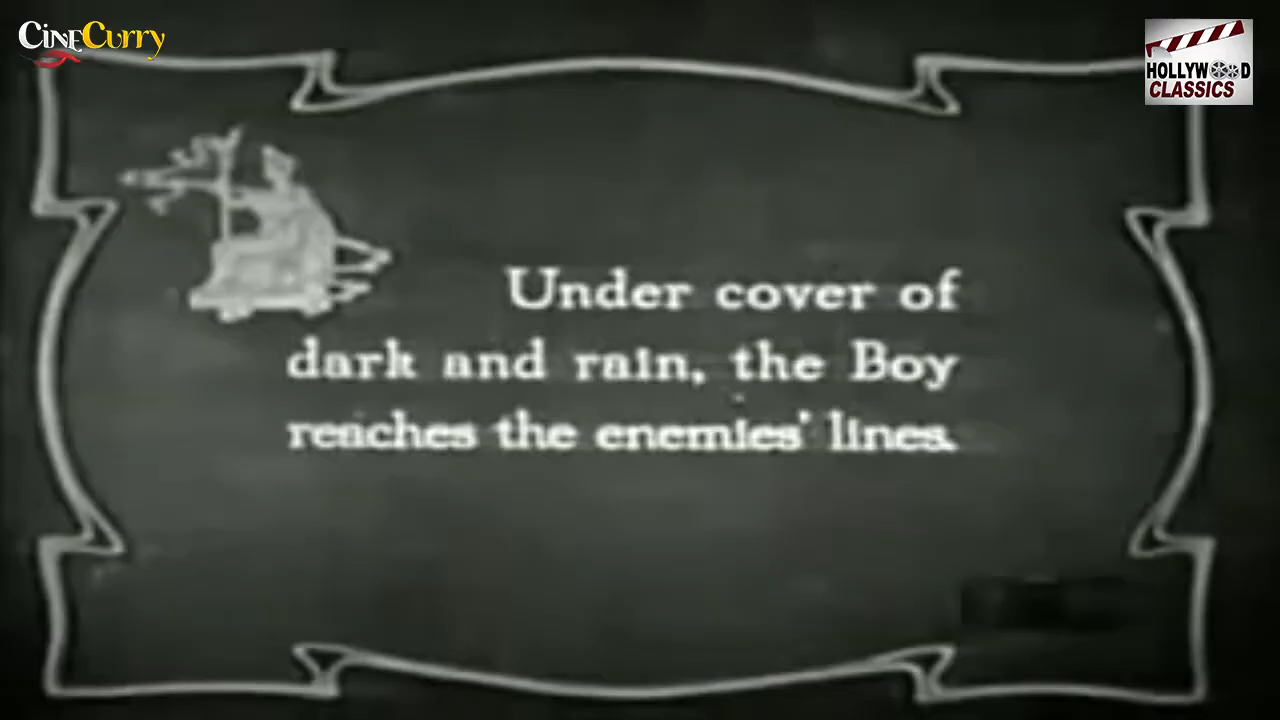 CINECURRY
HOLLYWOOD
CLASSICS
Under cover of
dark and rain, the Boy
reaches the enemies' lines.